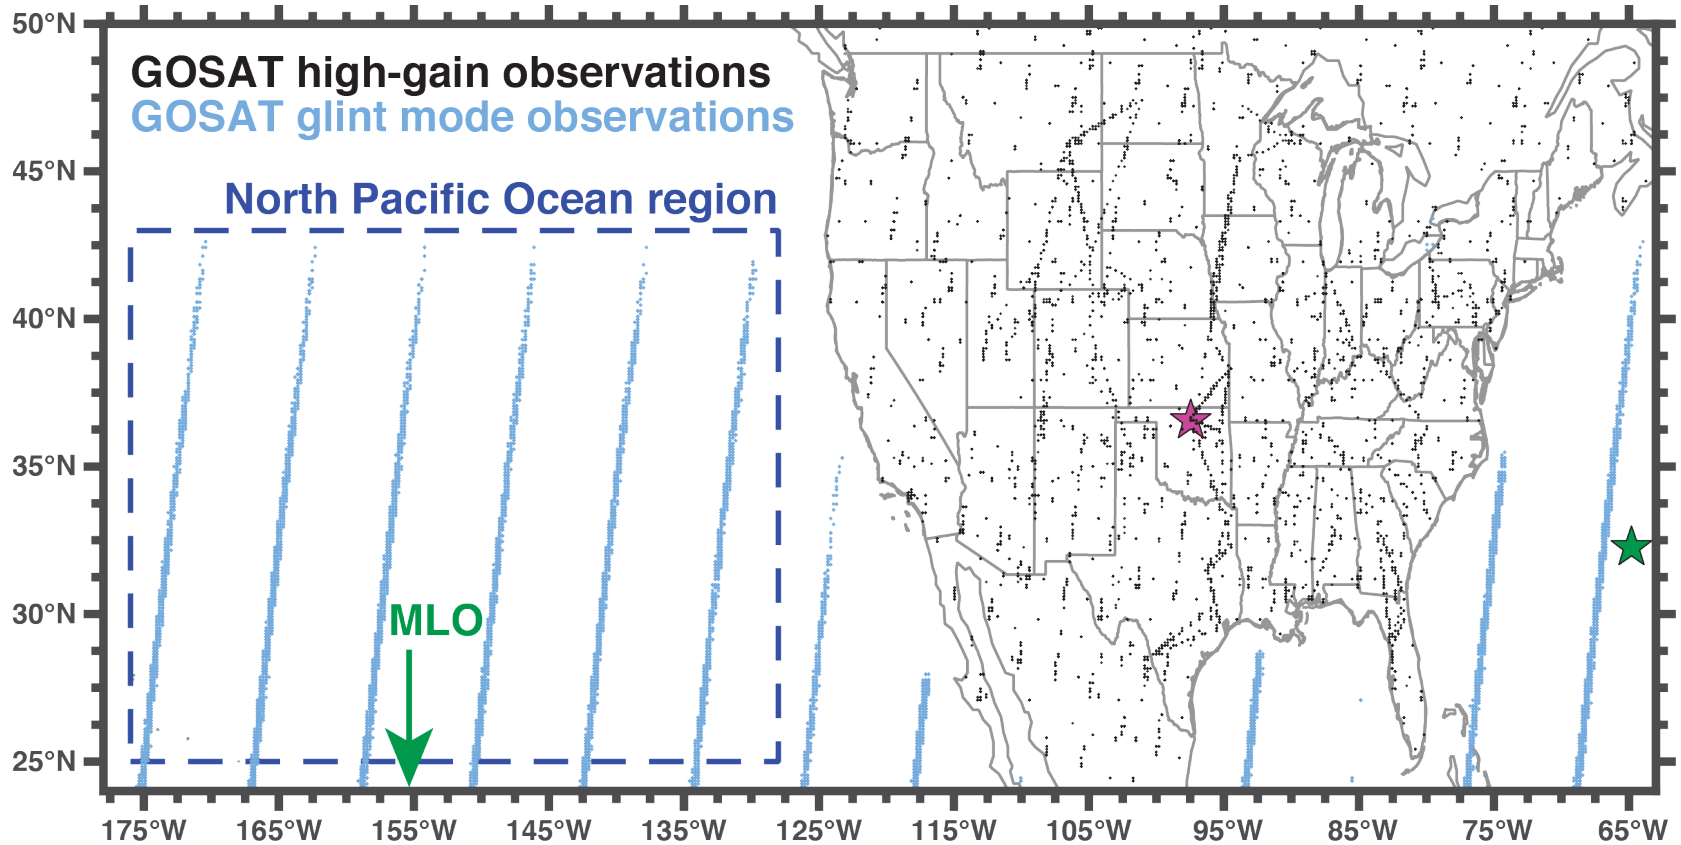 50°N
GOSAT high-gain observations
GOSAT glint mode observations
45°N
North Pacific Ocean region
40°N
35°N
30°N
MLO
25°N
175°W 165°W 155°W 145°W 135°W 125°W 115°W 105°W 95°W 85°W 75°W 65°W